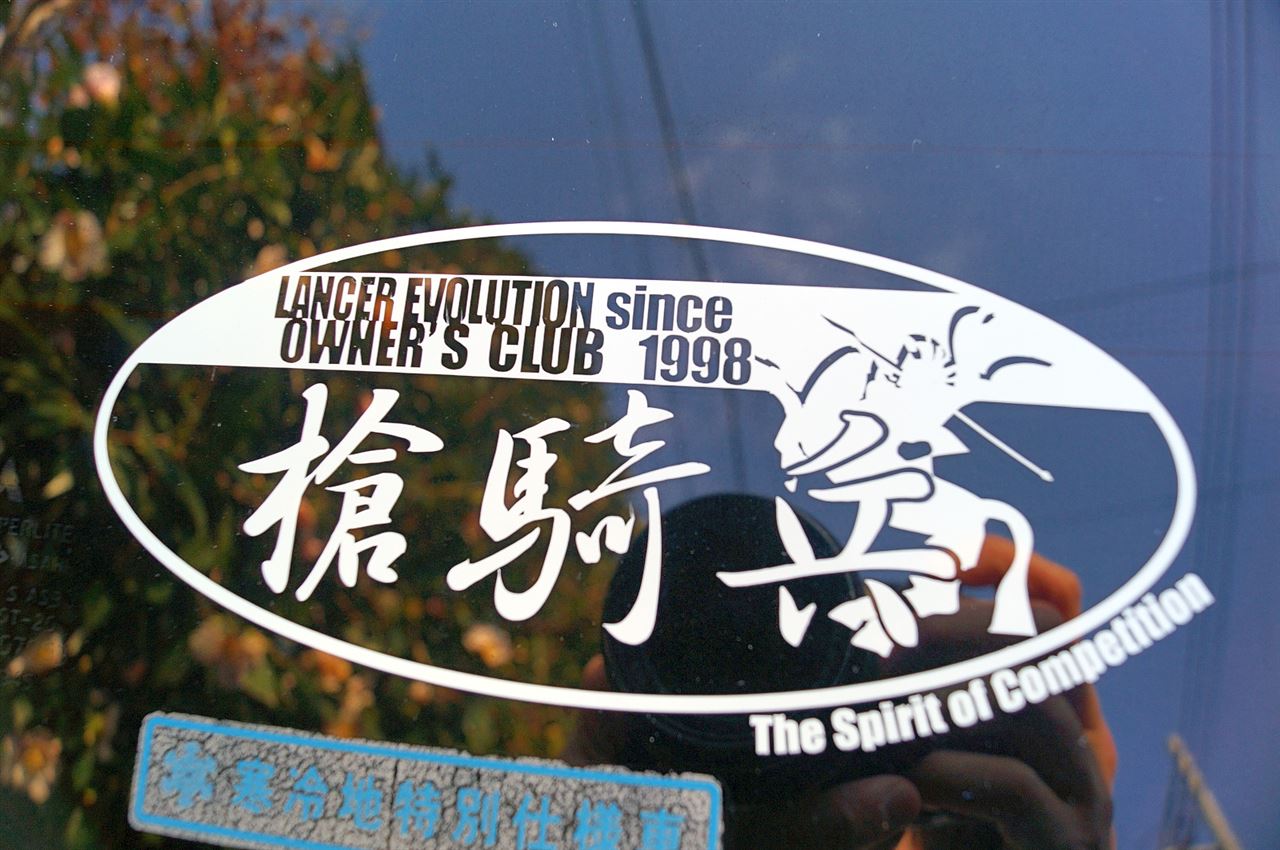 LANCER EVOLUTION since
OWNER'S CLUB 1998
槍騎兵
The Spirit of Competition
寒冷地特別仕様車